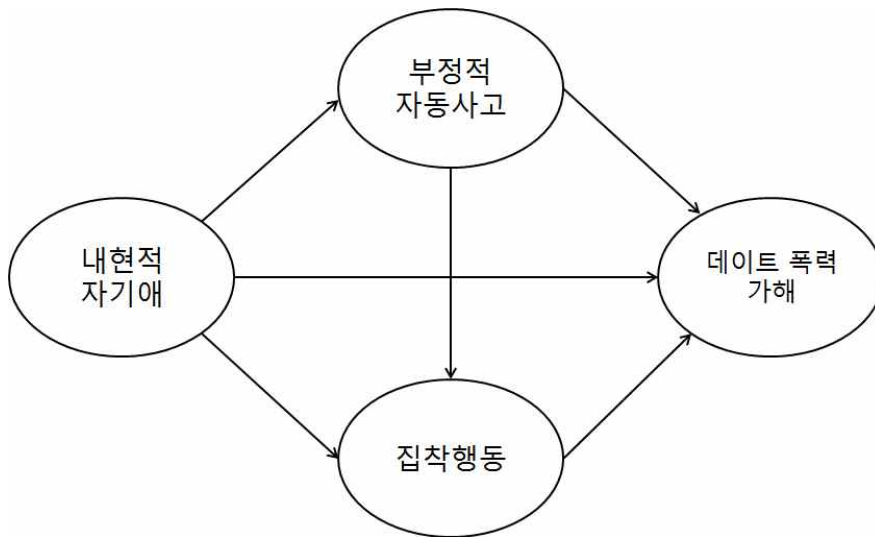 부정적
자동사고
내현적
자기애
데이트 폭력
가해
집착행동